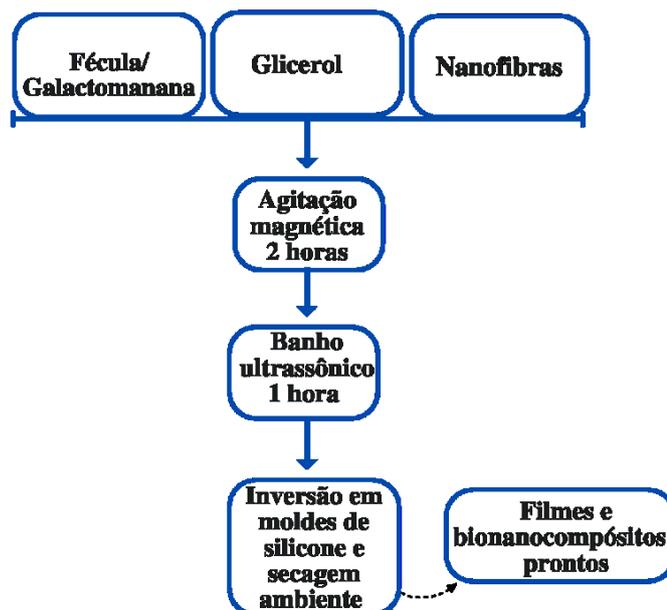 Fécula/
Galactomanana
Glicerol
Nanofibras
Agitação
magnética
2 horas
Banho
ultrassônico
1 hora
Inversão em
moldes de
silicone e
secagem
ambiente
Filmes e
bionanocompósitos
prontos